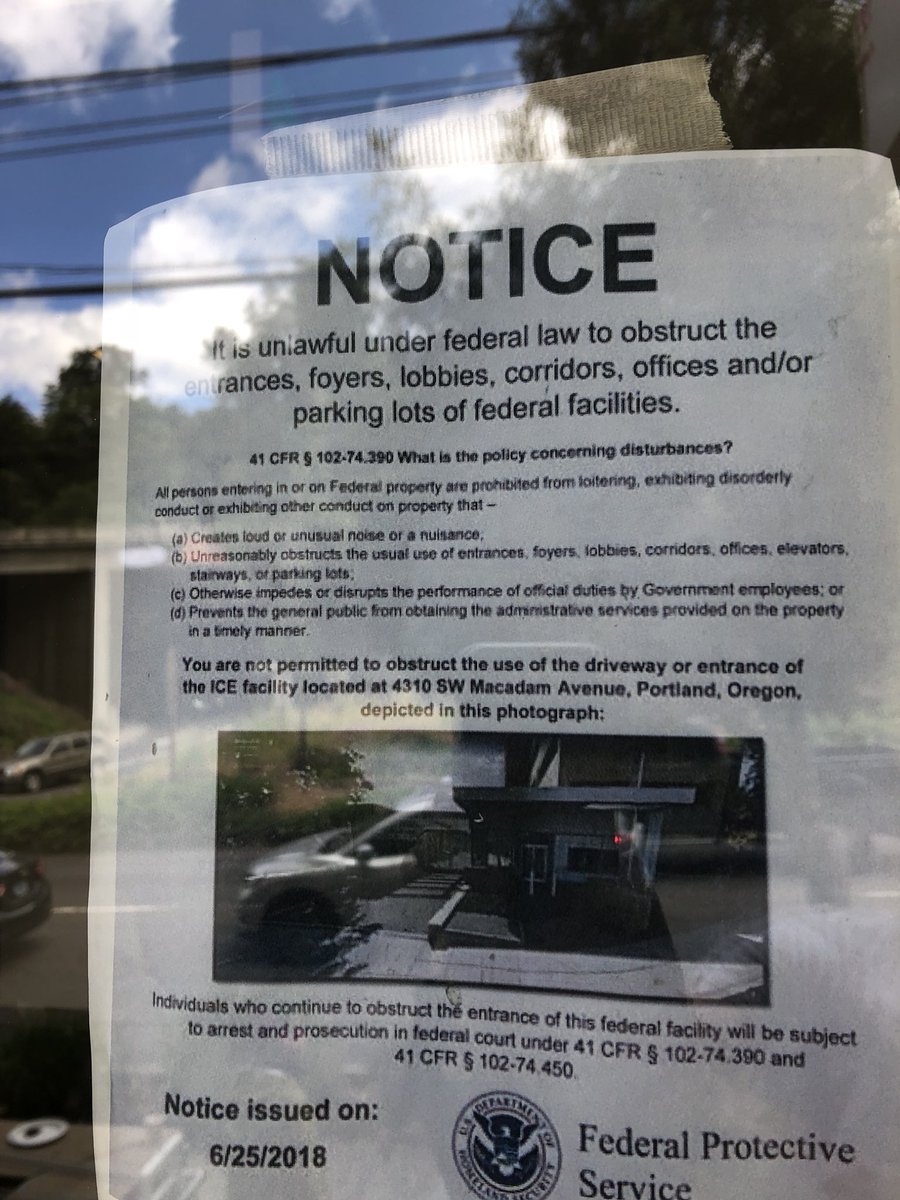 NOTICE
It is unlawful under federal law to obstruct the
entrances, foyers, lobbies, corridors, offices and/or
parking lots of federal facilities.
41 CFR § 102-74.390 What is the policy concerning disturbances?
All persons entering in or on Federal property are prohibited from loitering, exhibiting disorderly
conduct or exhibiting other conduct on property that –
(a) Creates loud or unusual noise or a nuisance;
(b) Unreasonably obstructs the usual use of entrances, foyers, lobbies, corridors, offices, elevators,
stairways, or parking lots;
(c) Otherwise impedes or disrupts the performance of official duties by Government employees; or
(d) Prevents the general public from obtaining the administrative services provided on the property
in a timely manner.
You are not permitted to obstruct the use of the driveway or entrance of
the ICE facility located at 4310 SW Macadam Avenue, Portland, Oregon,
depicted in this photograph:
Individuals who continue to obstruct the entrance of this federal facility will be subject
to arrest and prosecution in federal court under 41 CFR § 102-74.390 and
41 CFR § 102-74.450.
Notice issued on:
6/25/2018
U.S. DEPARTMENT OF
HOMELAND SECURITY
Federal Protective
Service